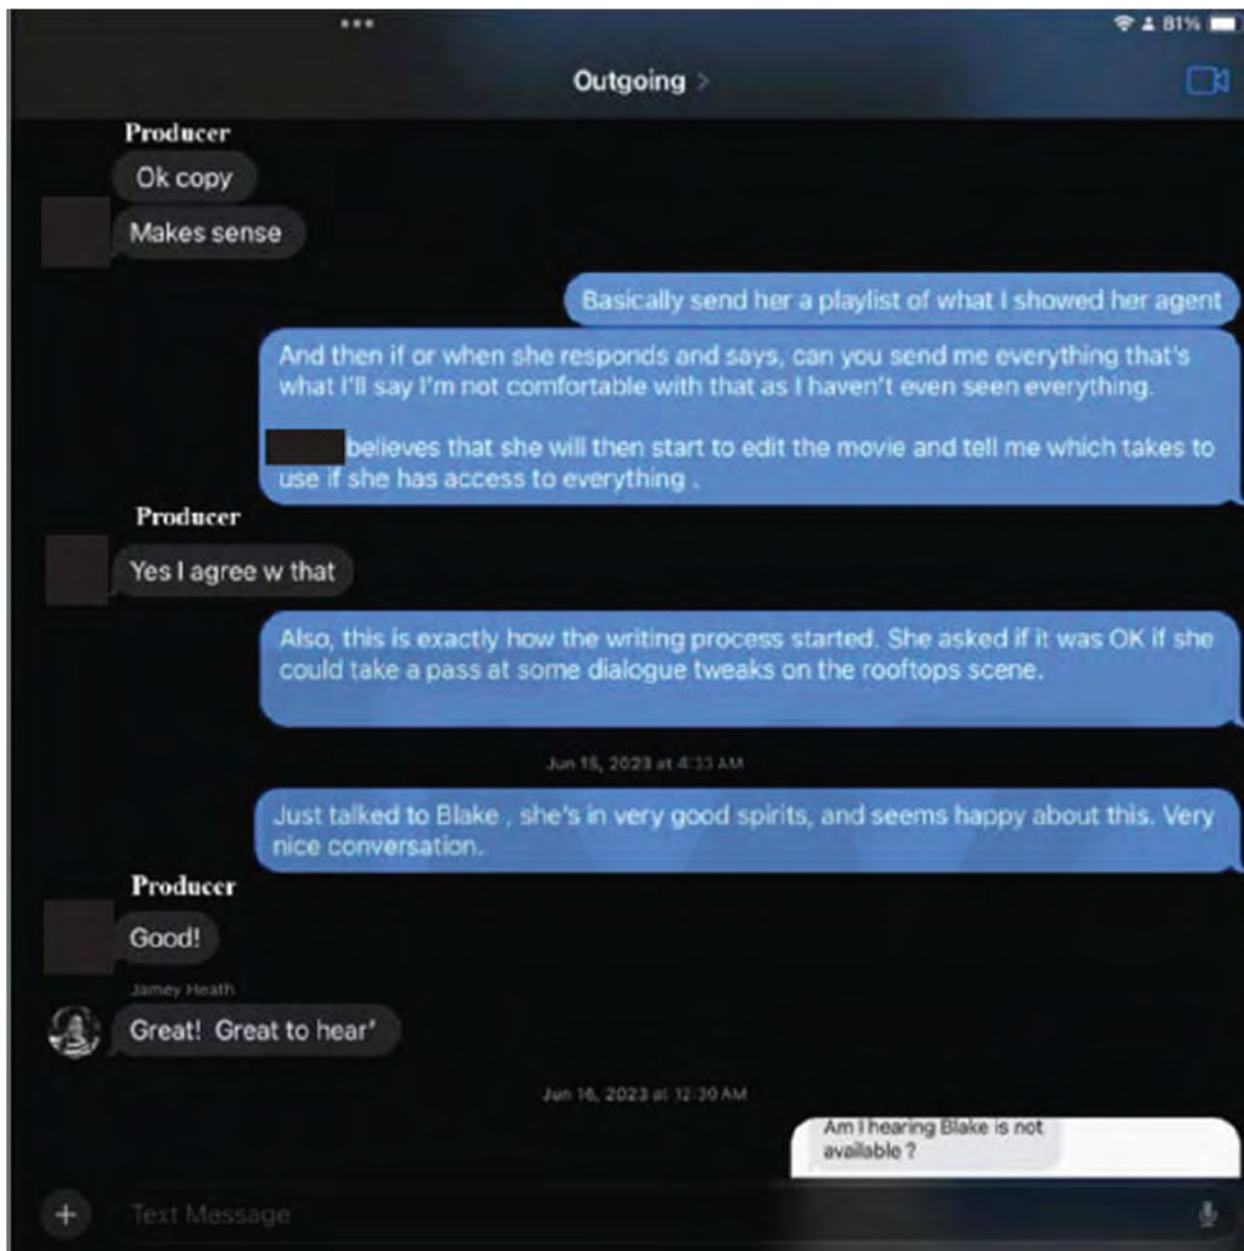 81%
Outgoing >
Producer
Ok copy
Makes sense
Basically send her a playlist of what I showed her agent
And then if or when she responds and says, can you send me everything that's
what I'll say I'm not comfortable with that as I haven't even seen everything.
believes that she will then start to edit the movie and tell me which takes to
use if she has access to everything .
Producer
Yes I agree w that
Also, this is exactly how the writing process started. She asked if it was OK if she
could take a pass at some dialogue tweaks on the rooftops scene.
Jun 15, 2023 at 4:33 AM
Just talked to Blake , she's in very good spirits, and seems happy about this. Very
nice conversation.
Producer
Good!
Jamey Heath
Great! Great to hear'
Jun 16, 2023 at 12:30 AM
Am I hearing Blake is not
available ?
Text Message